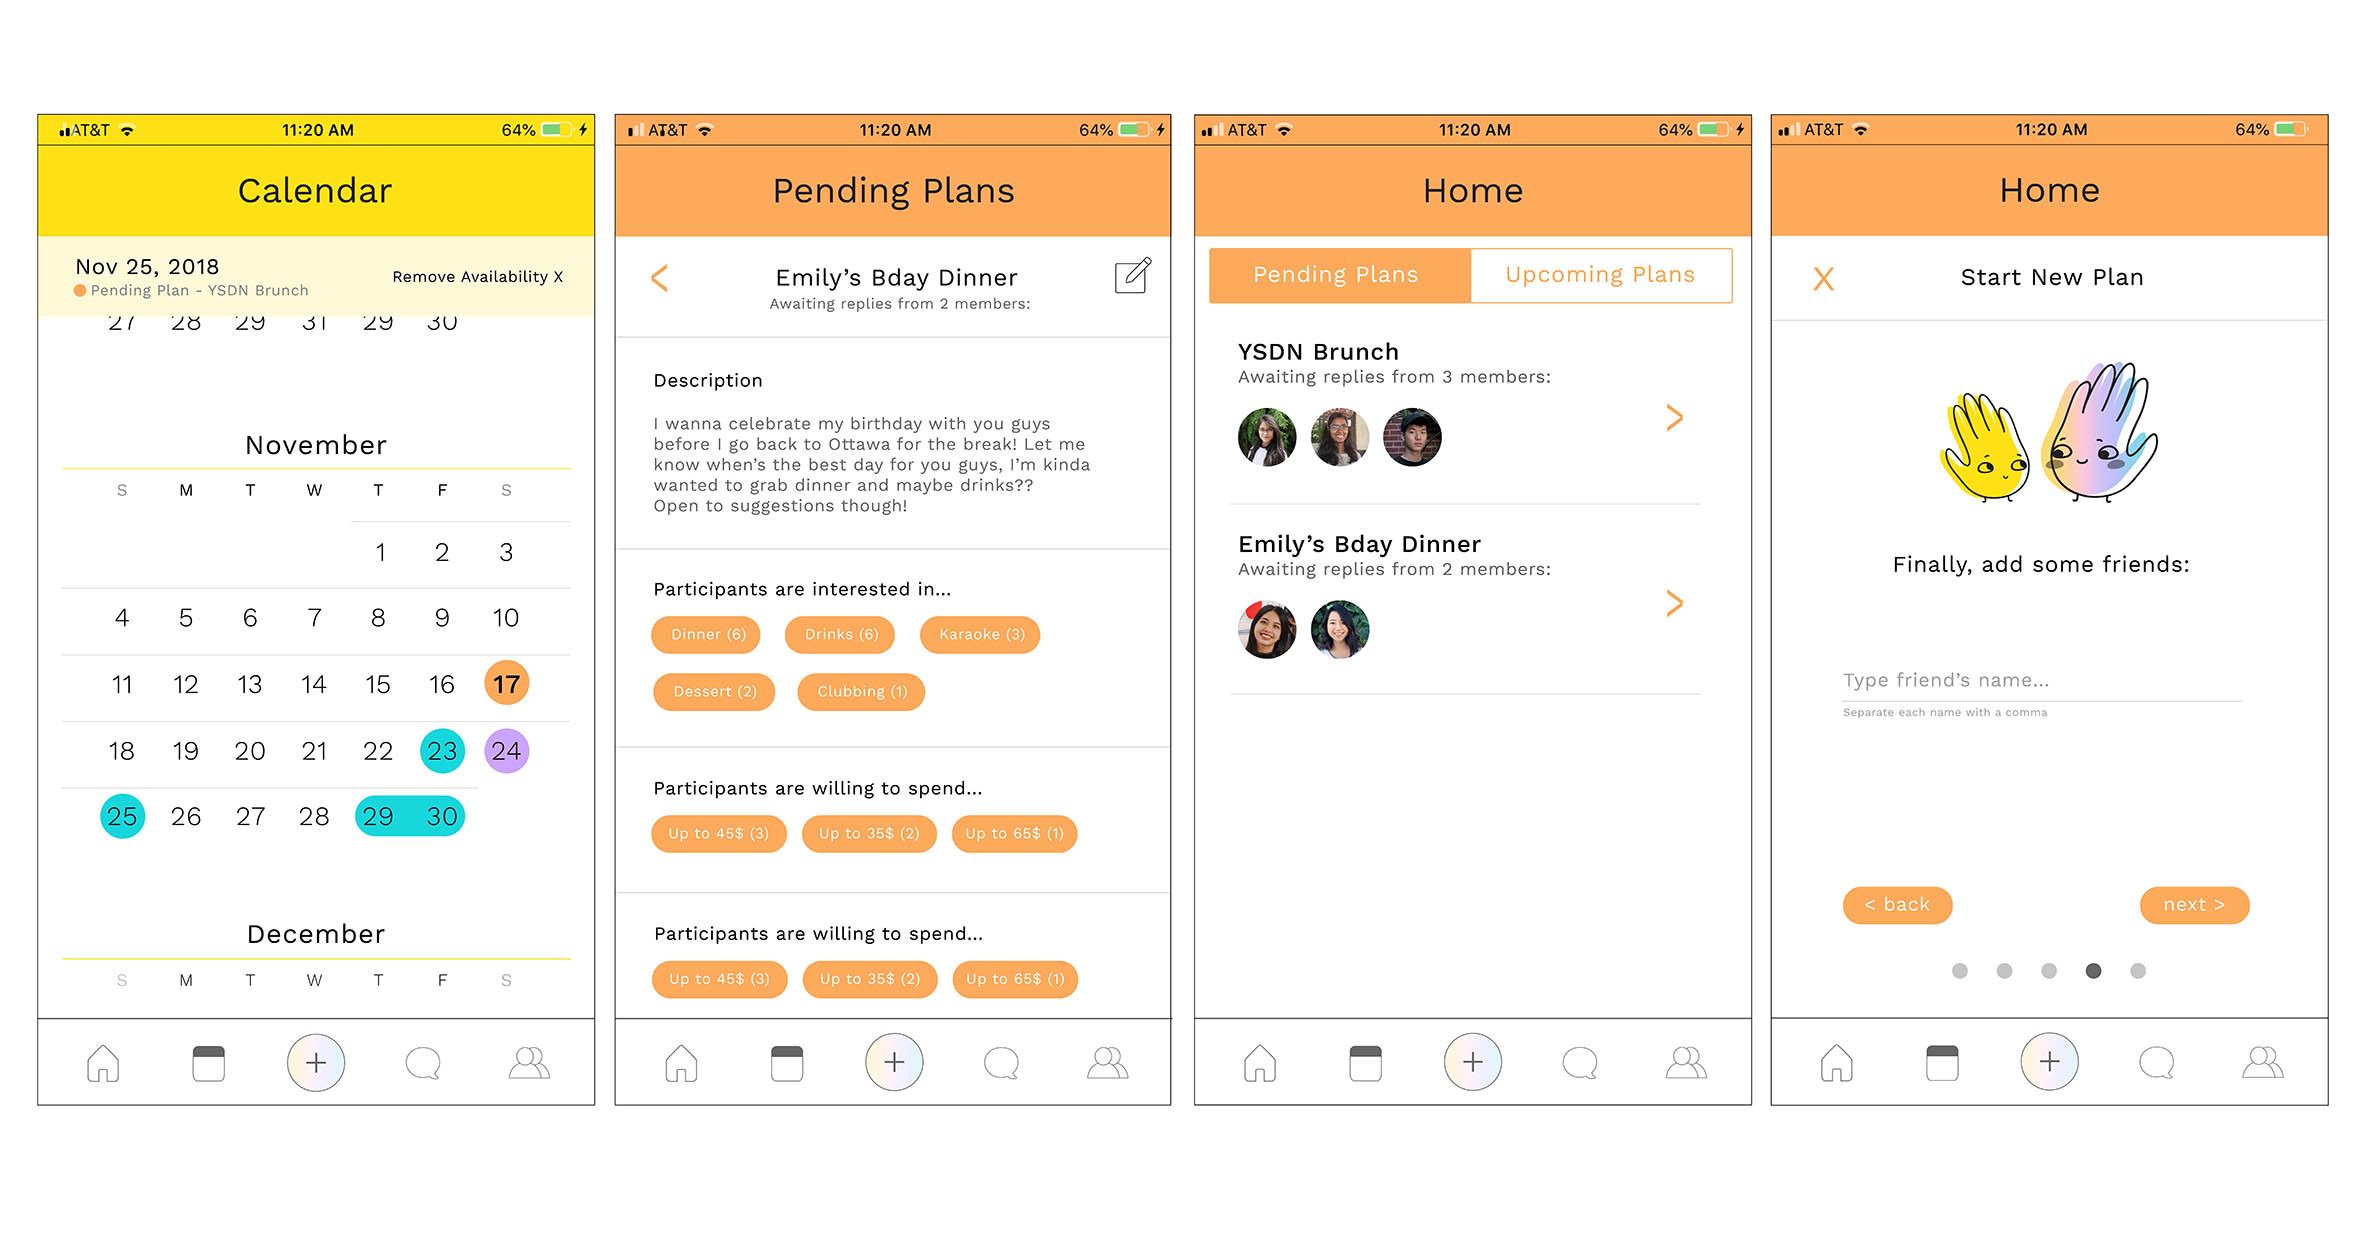 AT&T 11:20 AM 64%
Calendar
Nov 25, 2018
Pending Plan - YSDN Brunch
Remove Availability X
27 28 29 31 29 30
November
S M T W T F S
1 2 3
4 5 6 7 8 9 10
11 12 13 14 15 16 17
18 19 20 21 22 23 24
25 26 27 28 29 30
December
S M T W T F S
AT&T 11:20 AM 64%
Pending Plans
< Emily’s Bday Dinner
Awaiting replies from 2 members:
Description
I wanna celebrate my birthday with you guys
before I go back to Ottawa for the break! Let me
know when’s the best day for you guys, I’m kinda
wanted to grab dinner and maybe drinks??
Open to suggestions though!
Participants are interested in...
Dinner (6) Drinks (6) Karaoke (3)
Dessert (2) Clubbing (1)
Participants are willing to spend...
Up to 45$ (3) Up to 35$ (2) Up to 65$ (1)
Participants are willing to spend...
Up to 45$ (3) Up to 35$ (2) Up to 65$ (1)
AT&T 11:20 AM 64%
Home
Pending Plans Upcoming Plans
YSDN Brunch
Awaiting replies from 3 members:
>
Emily’s Bday Dinner
Awaiting replies from 2 members:
>
AT&T 11:20 AM 64%
Home
X Start New Plan
Finally, add some friends:
Type friend’s name...
Separate each name with a comma
< back next >